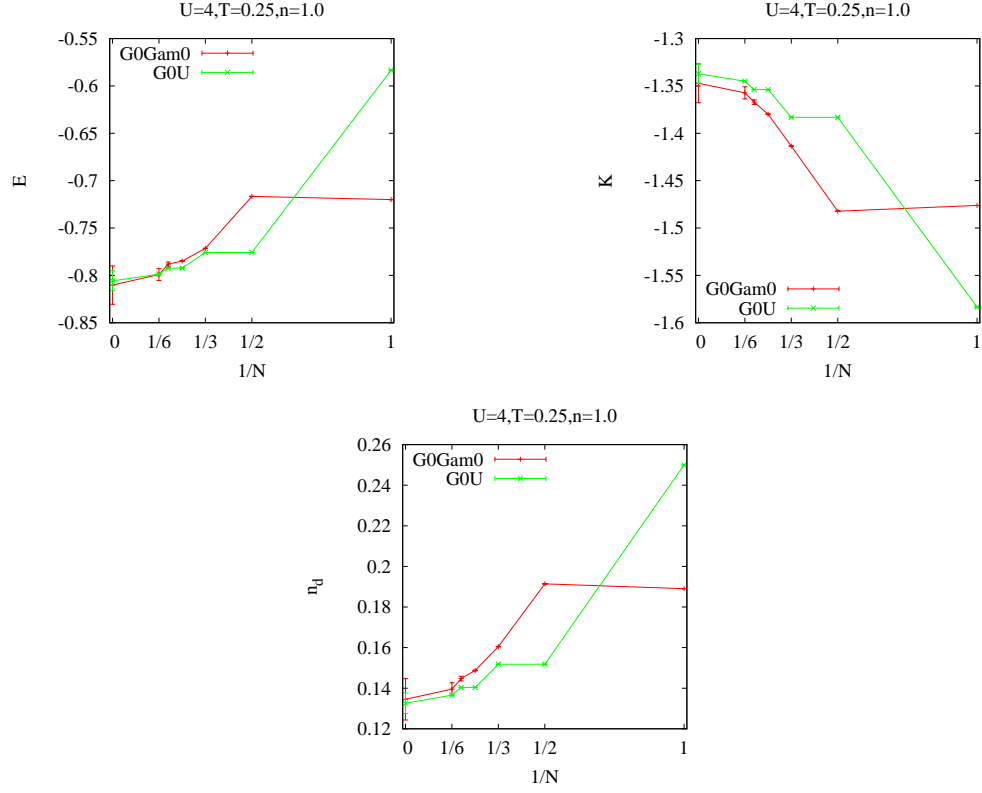 U=4,T=0.25,n=1.0
E
-0.55
-0.6
-0.65
-0.7
-0.75
-0.8
-0.85
G0Gam0
G0U
0 1/6 1/3 1/2 1
1/N
U=4,T=0.25,n=1.0
K
-1.3
-1.35
-1.4
-1.45
-1.5
-1.55
-1.6
G0Gam0
G0U
0 1/6 1/3 1/2 1
1/N
U=4,T=0.25,n=1.0
n_d
0.26
0.24
0.22
0.2
0.18
0.16
0.14
0.12
G0Gam0
G0U
0 1/6 1/3 1/2 1
1/N